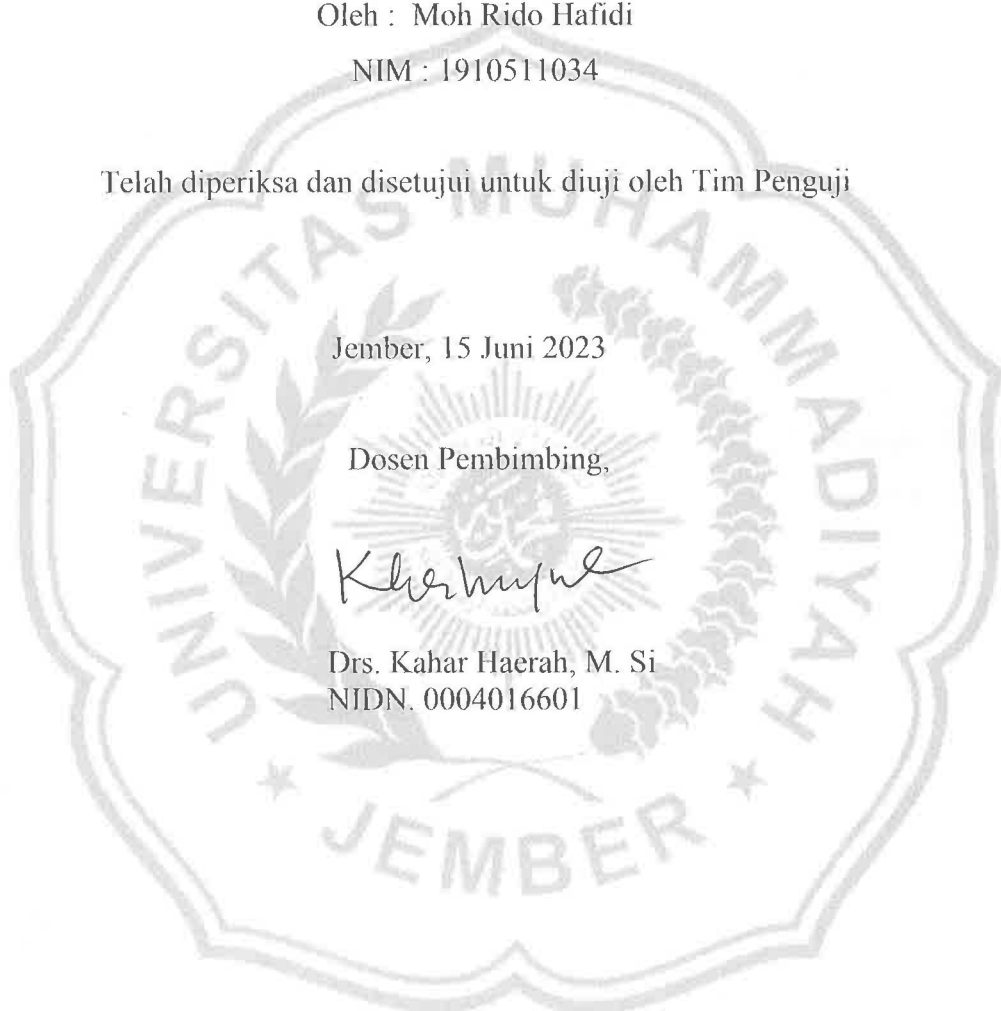 Oleh : Moh Rido Hafidi
NIM : 1910511034
Telah diperiksa dan disetujui untuk diuji oleh Tim Penguji
UNIVERSITAS MUHAMMADIYAH
Jember, 15 Juni 2023
Dosen Pembimbing,
Drs. Kahar Haerah, M. Si
NIDN. 0004016601
JEMBER